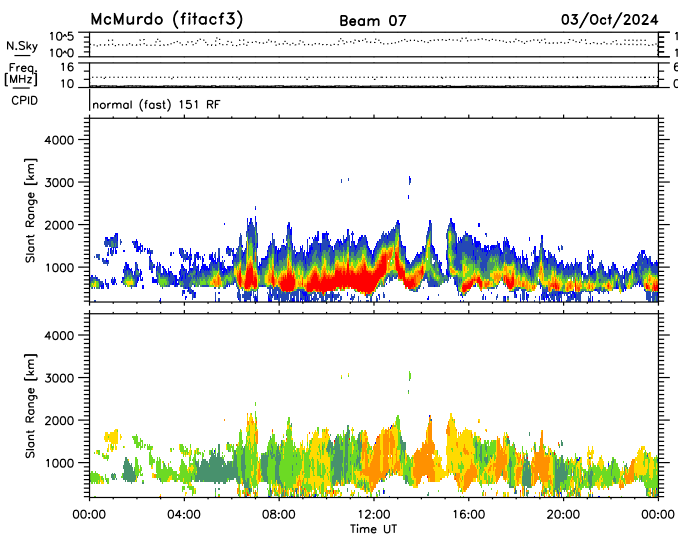 McMurdo (fitacf3) Beam 07 03/Oct/2024
10^5 1
N.Sky
10^0 1
Freq. 16 6
[MHz]
10 0
CPID normal (fast) 151 RF
4000
3000
2000
1000
Slant Range [km]
4000
3000
2000
1000
Slant Range [km]
00:00 04:00 08:00 12:00 16:00 20:00 00:00
Time UT